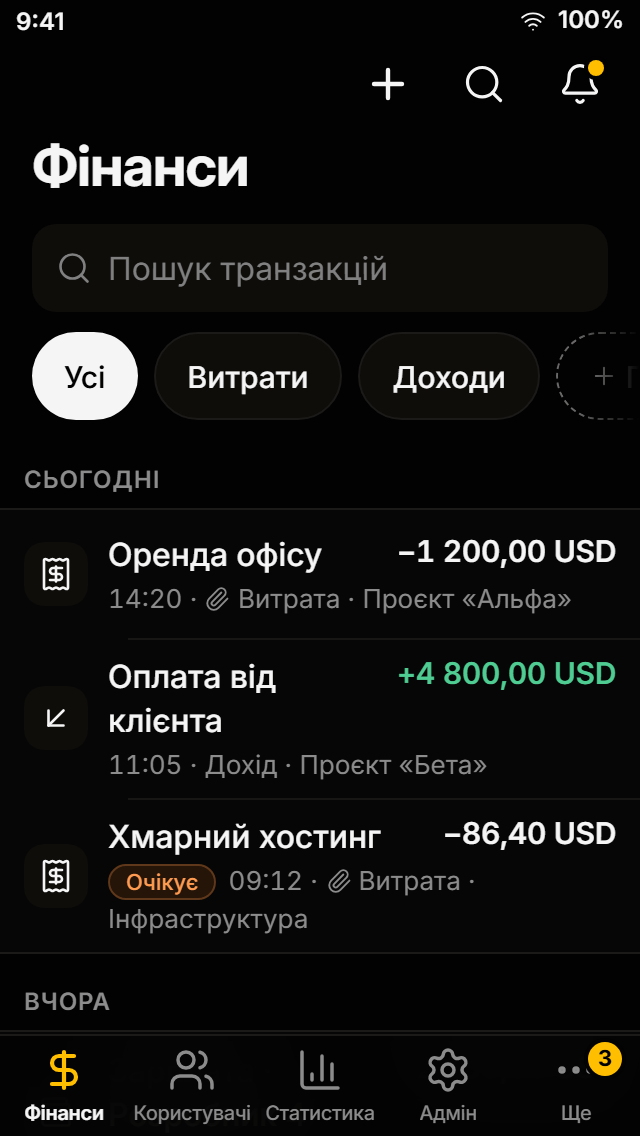 9:41
100%
Фінанси
Пошук транзакцій
Усі
Витрати
Доходи
+
СЬОГОДНІ
Оренда офісу
−1 200,00 USD
14:20 · Витрата · Проєкт «Альфа»
Оплата від
клієнта
+4 800,00 USD
11:05 · Дохід · Проєкт «Бета»
Хмарний хостинг
−86,40 USD
Очікує 09:12 · Витрата ·
Інфраструктура
ВЧОРА
3
Фінанси
Користувачі
Статистика
Адмін
Ще